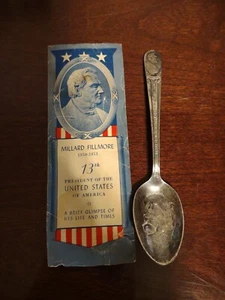 MILLARD FILLMORE
1850-1853
13th
PRESIDENT OF THE
UNITED STATES
OF AMERICA
A BRIEF GLIMPSE OF
HIS LIFE AND TIMES